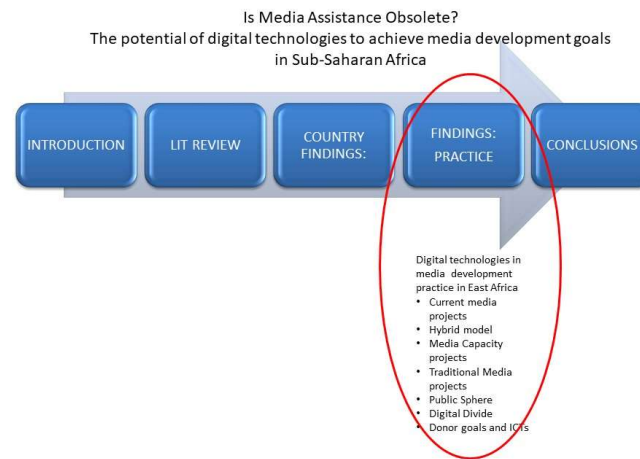 Is Media Assistance Obsolete?
The potential of digital technologies to achieve media development goals
in Sub-Saharan Africa
INTRODUCTION
LIT REVIEW
COUNTRY
FINDINGS:
FINDINGS:
PRACTICE
CONCLUSIONS
Digital technologies in
media development
practice in East Africa
• Current media
projects
• Hybrid model
• Media Capacity
projects
• Traditional Media
projects
• Public Sphere
• Digital Divide
• Donor goals and ICTs